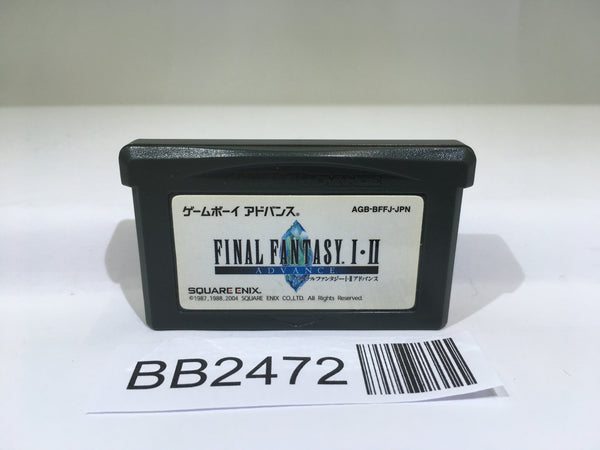 ゲームボーイ アドバンス®
AGB-BFFJ-JPN
FINAL FANTASY. I・II
ADVANCE
ファイナルファンタジーI・IIアドバンス
SQUARE ENIX.
©1987,1988,2004 SQUARE ENIX CO.,LTD. All Rights Reserved.
BB2472